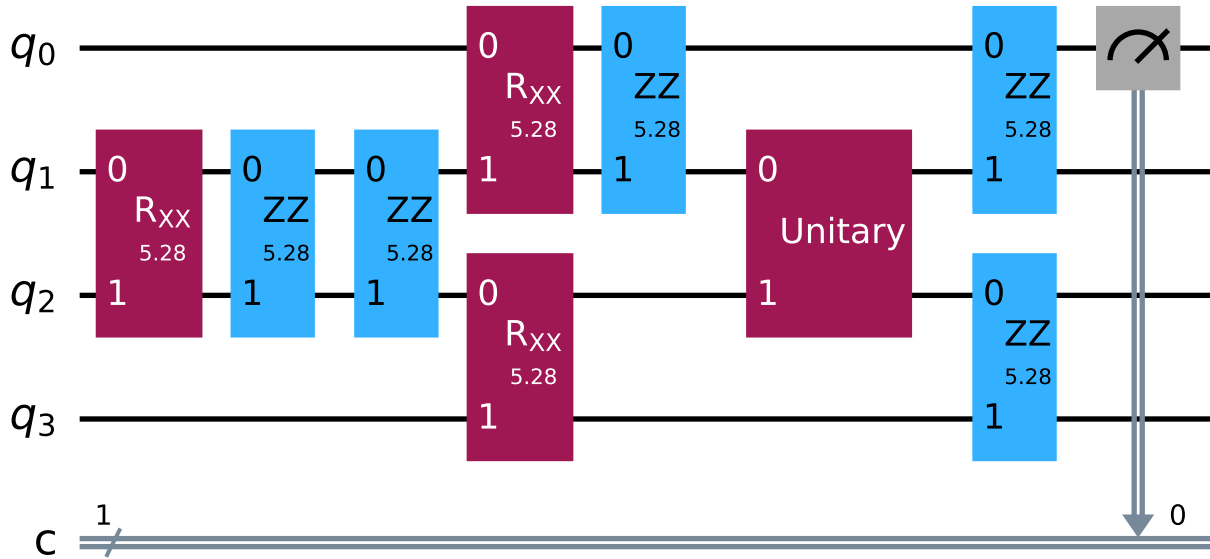 q0 0 0 0
RXX ZZ ZZ
5.28 5.28 5.28
q1 0 0 0 1 1 0 1
RXX ZZ ZZ Unitary
5.28 5.28 5.28
q2 1 1 1 0 1 0
RXX ZZ
5.28 5.28
q3 1 1
c 1 0